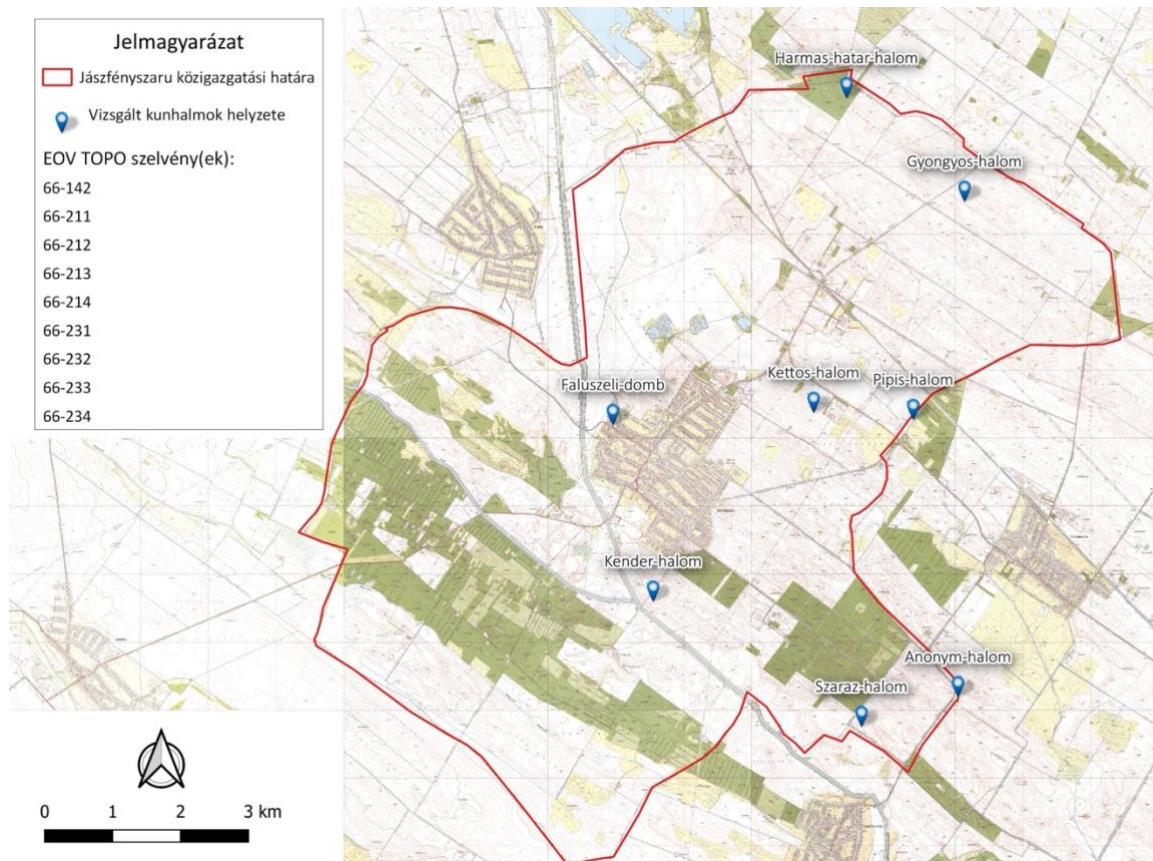 Jelmagyarázat
Jászfényszaru közigazgatási határa
Vizsgált kunhalmok helyzete
EOV TOPO szelvény(ek):
66-142
66-211
66-212
66-213
66-214
66-231
66-232
66-233
66-234
Harmas-hatar-halom
Gyongyos-halom
Kettos-halom
Pipis-halom
Faluszeli-domb
Kender-halom
Anonym-halom
Szaraz-halom
0 1 2 3 km